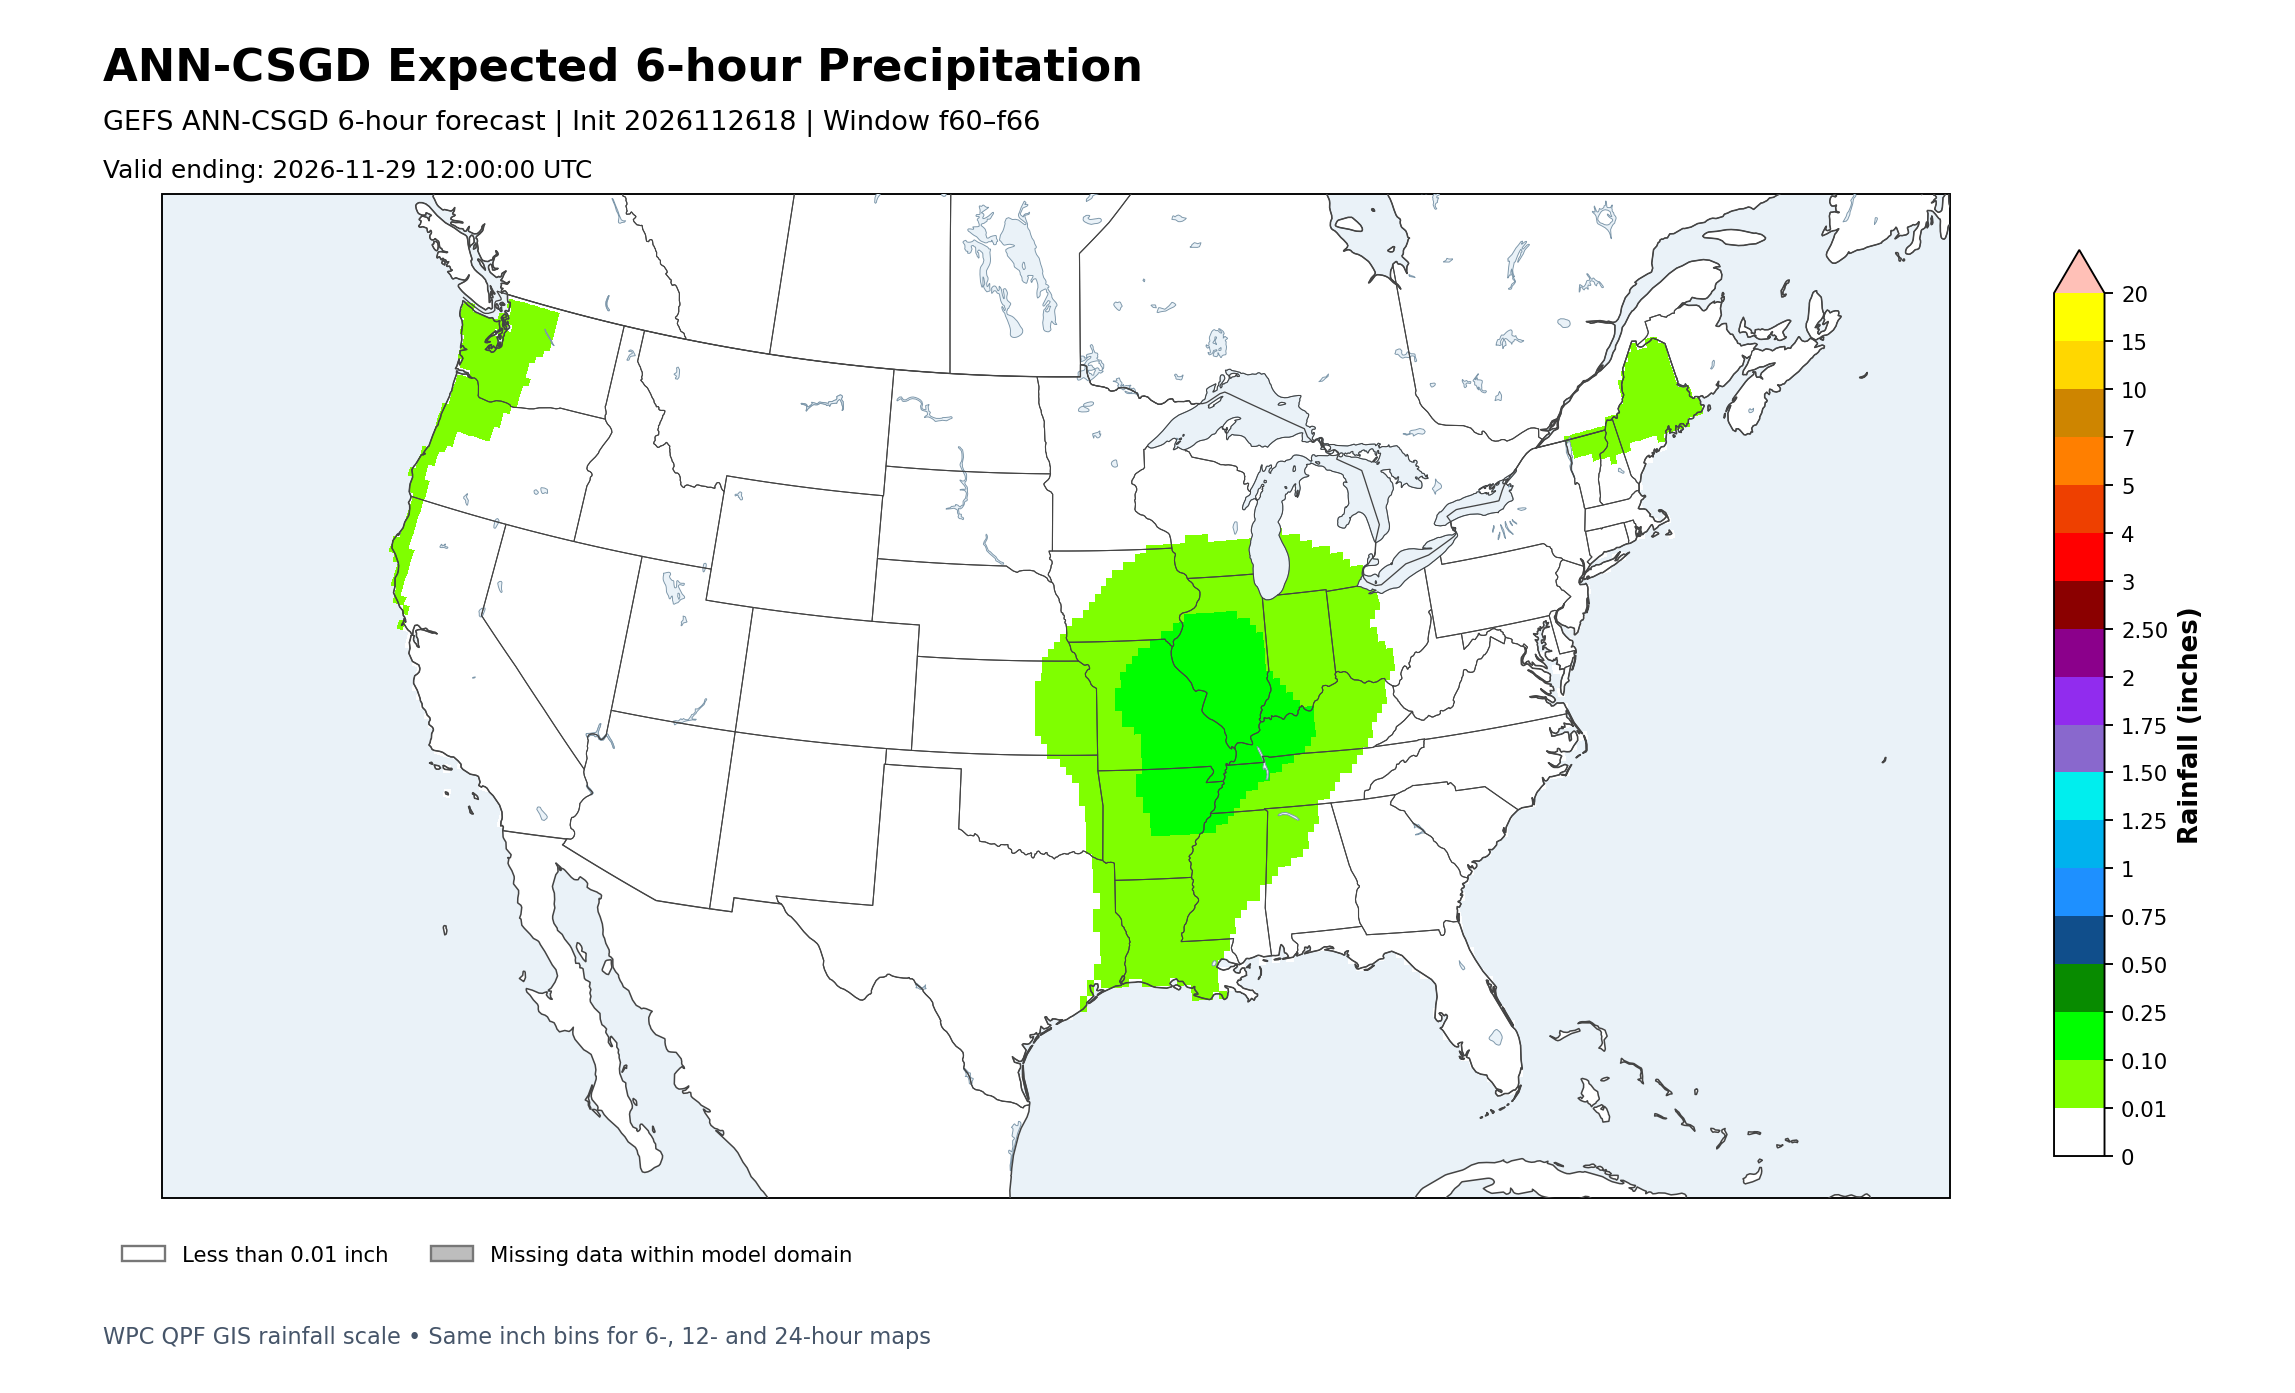 ANN-CSGD Expected 6-hour Precipitation
GEFS ANN-CSGD 6-hour forecast | Init 2026112618 | Window f60–f66
Valid ending: 2026-11-29 12:00:00 UTC
20
15
10
7
5
4
3
2.50
2
1.75
1.50
1.25
1
0.75
0.50
0.25
0.10
0.01
0
Rainfall (inches)
Less than 0.01 inch
Missing data within model domain
WPC QPF GIS rainfall scale • Same inch bins for 6-, 12- and 24-hour maps